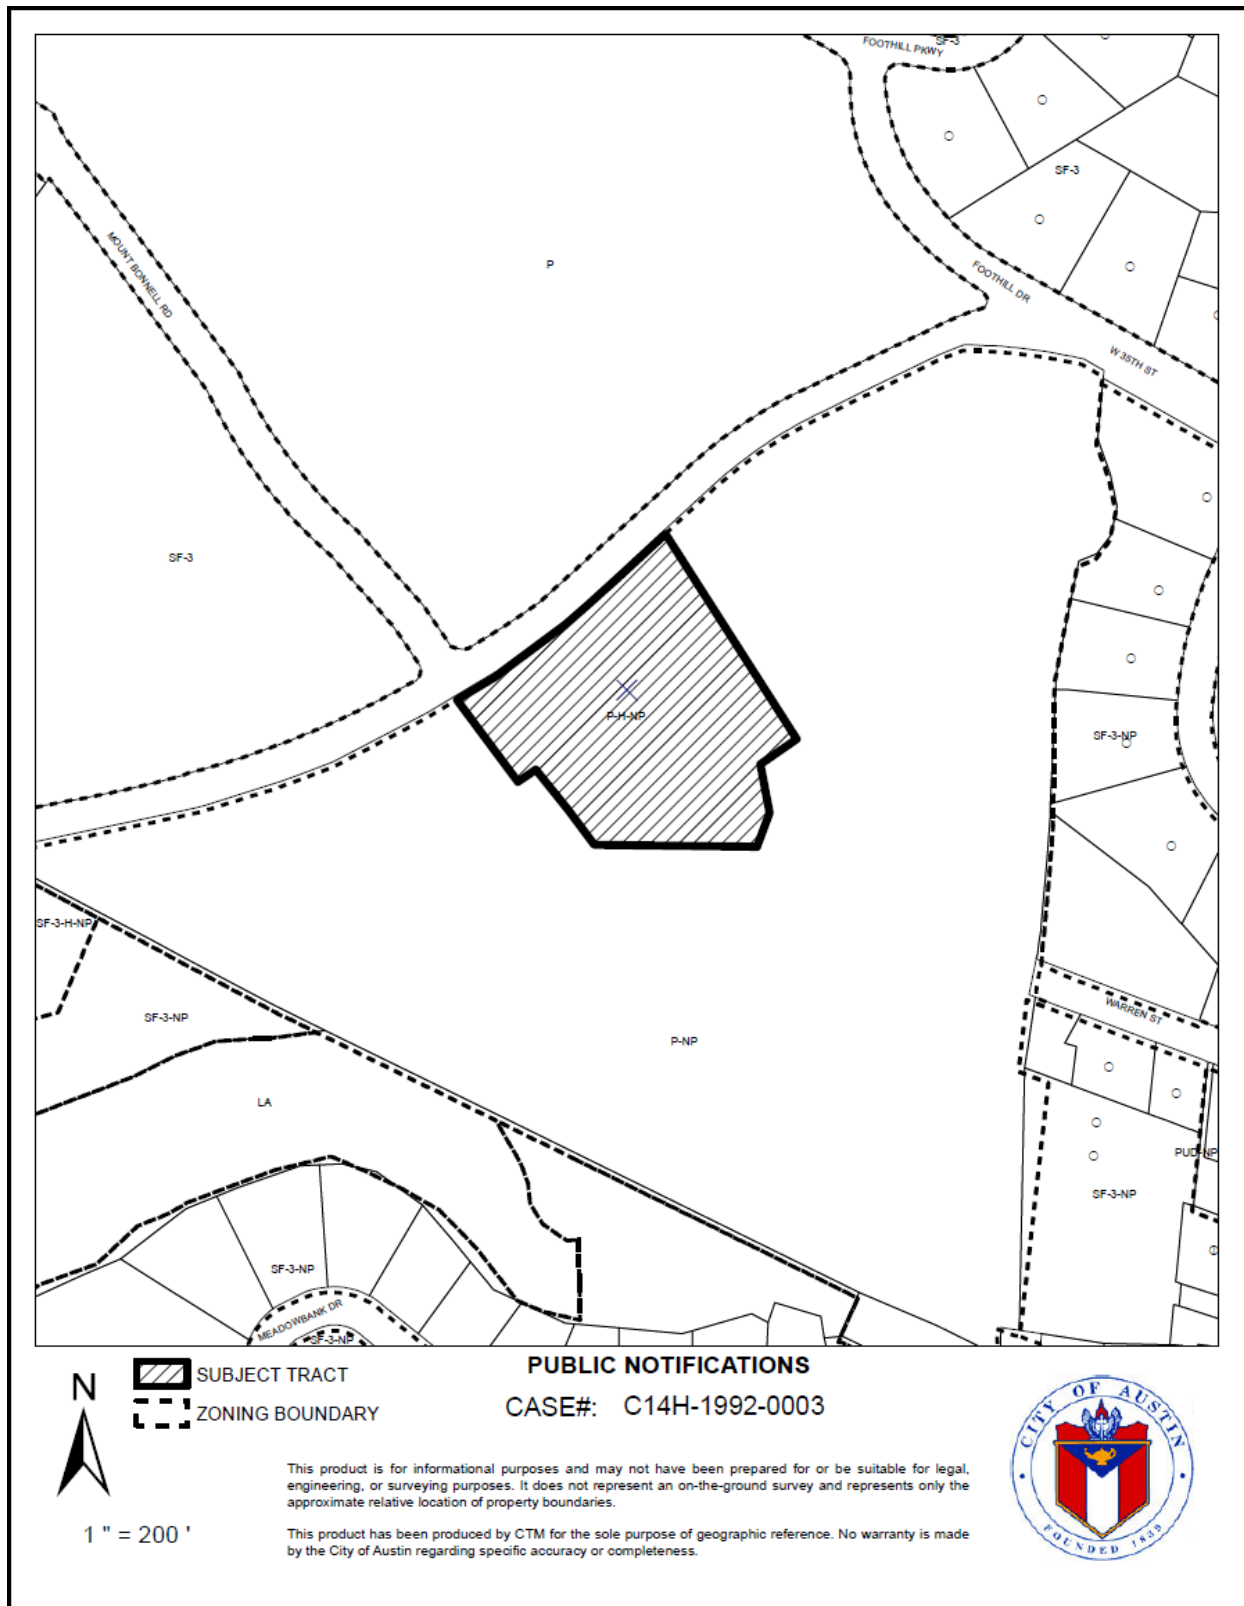 FOOTHILL PKWY
SF-3
SF-3
MOUNT BONNELL RD
P
FOOTHILL DR
W 35TH ST
SF-3
P-H-NP
SF-3-NP
SF-3-H-NP
SF-3-NP
WARREN ST
P-NP
LA
PUD-NP
SF-3-NP
SF-3-NP
MEADOWBANK DR
SF-3-NP
N
SUBJECT TRACT
ZONING BOUNDARY
1 " = 200 '
PUBLIC NOTIFICATIONS
CASE#: C14H-1992-0003
This product is for informational purposes and may not have been prepared for or be suitable for legal,
engineering, or surveying purposes. It does not represent an on-the-ground survey and represents only the
approximate relative location of property boundaries.
This product has been produced by CTM for the sole purpose of geographic reference. No warranty is made
by the City of Austin regarding specific accuracy or completeness.
CITY OF AUSTIN
FOUNDED 1839